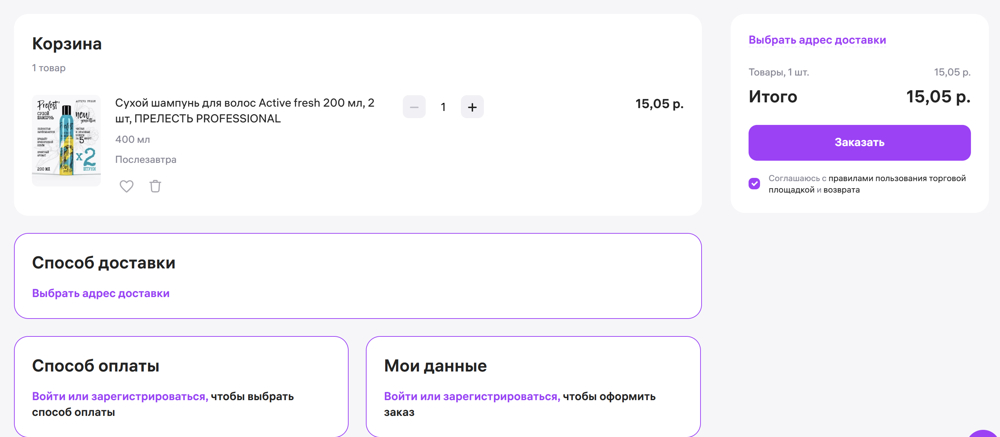 Корзина
1 товар
Prelest'
СУХОЙ
ШАМПУНЬ
ACTIVE FRESH
new
generation
ПОЛНОСТЬЮ
ВЫЧЁСЫВАЕТСЯ
ПРИДАЁТ
ПРИКОРНЕВОЙ
ОБЪЁМ
ПРИЯТНЫЙ
АРОМАТ
200 МЛ
ЧИСТЫЕ
И КРАСИВЫЕ
ВОЛОСЫ
ЗА 5 МИНУТ
x2
ШТУКИ
Сухой шампунь для волос Active fresh 200 мл, 2
шт, ПРЕЛЕСТЬ PROFESSIONAL
400 мл
Послезавтра
1
15,05 р.
Выбрать адрес доставки
Товары, 1 шт. 15,05 р.
Итого 15,05 р.
Заказать
Соглашаюсь с правилами пользования торговой
площадкой и возврата
Способ доставки
Выбрать адрес доставки
Способ оплаты
Войти или зарегистрироваться, чтобы выбрать
способ оплаты
Мои данные
Войти или зарегистрироваться, чтобы оформить
заказ